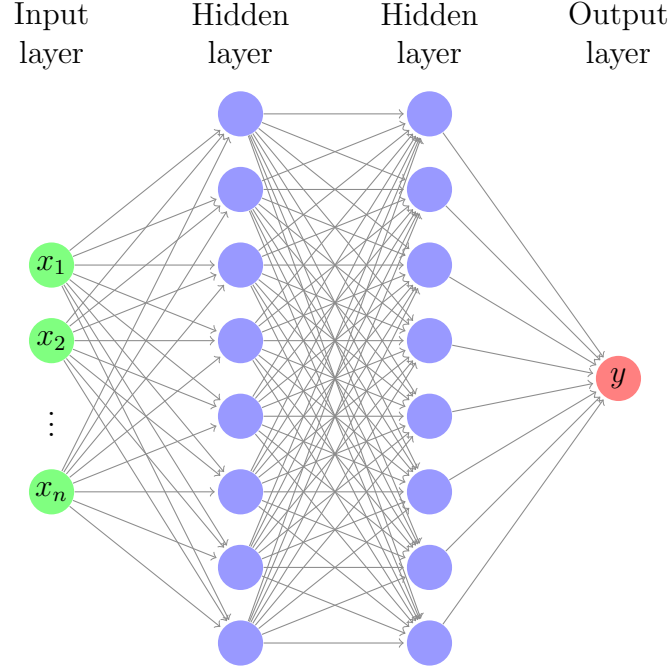 Input layer
Hidden layer
Hidden layer
Output layer
x₁
x₂
⋮
xₙ
y